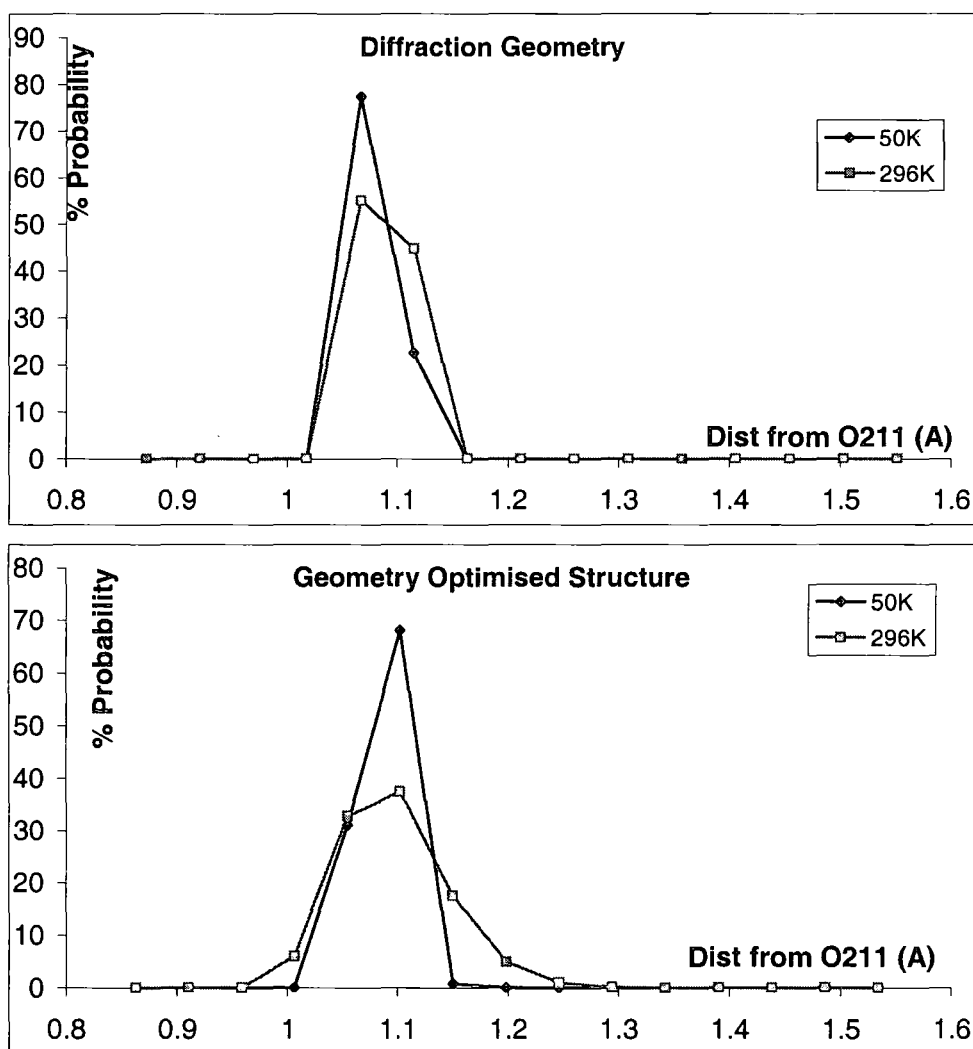 Diffraction Geometry
% Probability
90
80
70
60
50
40
30
20
10
0
50K
296K
Dist from O211 (A)
0.8 0.9 1 1.1 1.2 1.3 1.4 1.5 1.6
Geometry Optimised Structure
% Probability
80
70
60
50
40
30
20
10
0
50K
296K
Dist from O211 (A)
0.8 0.9 1 1.1 1.2 1.3 1.4 1.5 1.6